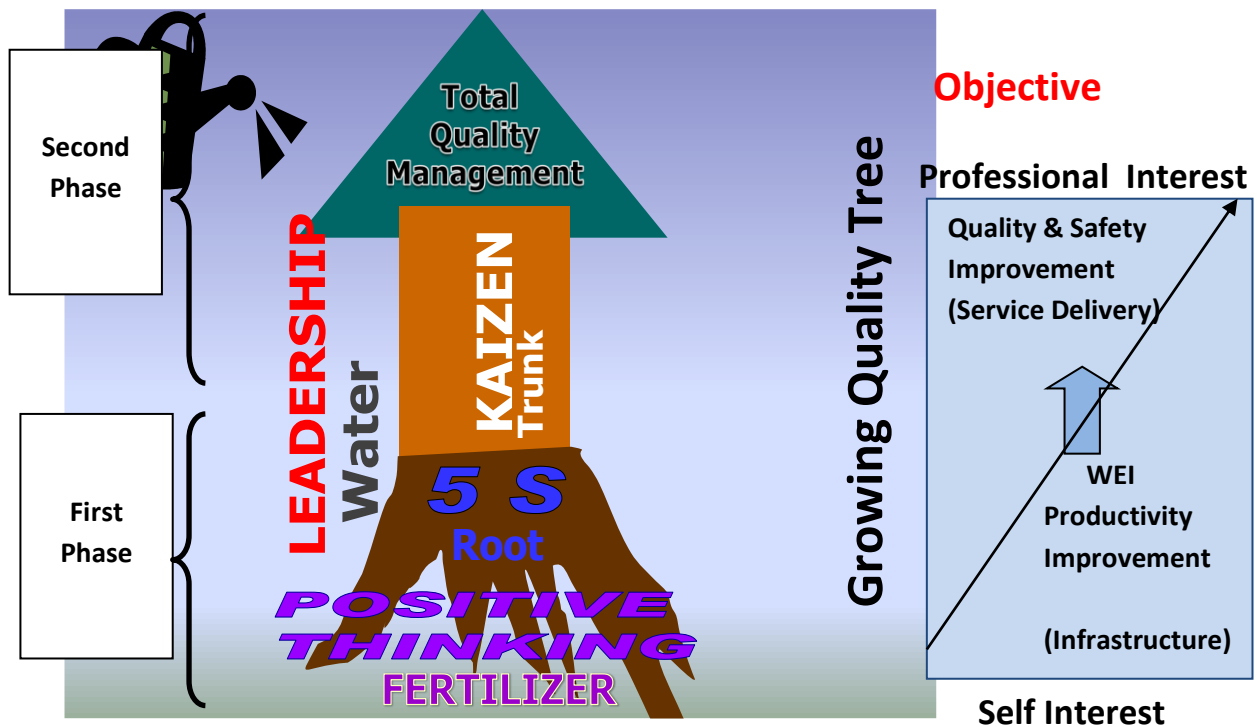 Second
Phase
First
Phase
Total
Quality
Management
LEADERSHIP
Water
KAIZEN
Trunk
5 S
Root
POSITIVE
THINKING
FERTILIZER
Growing Quality Tree
Objective
Professional Interest
Quality & Safety
Improvement
(Service Delivery)
WEI
Productivity
Improvement
(Infrastructure)
Self Interest